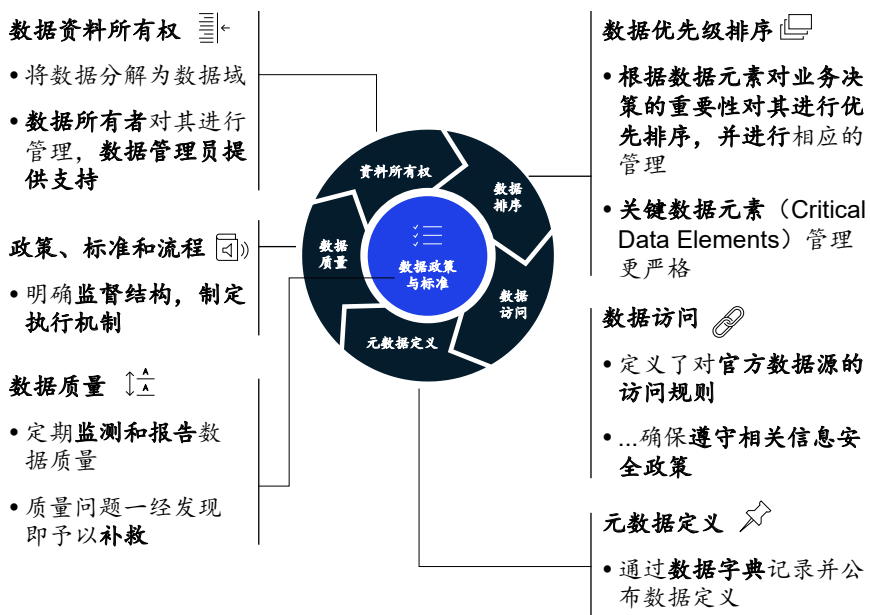 数据资料所有权
• 将数据分解为数据域
• 数据所有者对其进行
管理，数据管理员提
供支持
政策、标准和流程
• 明确监督结构，制定
执行机制
数据质量
• 定期监测和报告数
据质量
• 质量问题一经发现
即予以补救
资料所有权
数据
排序
数据
访问
元数据定义
数据
质量
数据政策
与标准
数据优先级排序
• 根据数据元素对业务决
策的重要性对其进行优
先排序，并进行相应的
管理
• 关键数据元素（Critical
Data Elements）管理
更严格
数据访问
• 定义了对官方数据源的
访问规则
• ...确保遵守相关信息安
全政策
元数据定义
• 通过数据字典记录并公
布数据定义